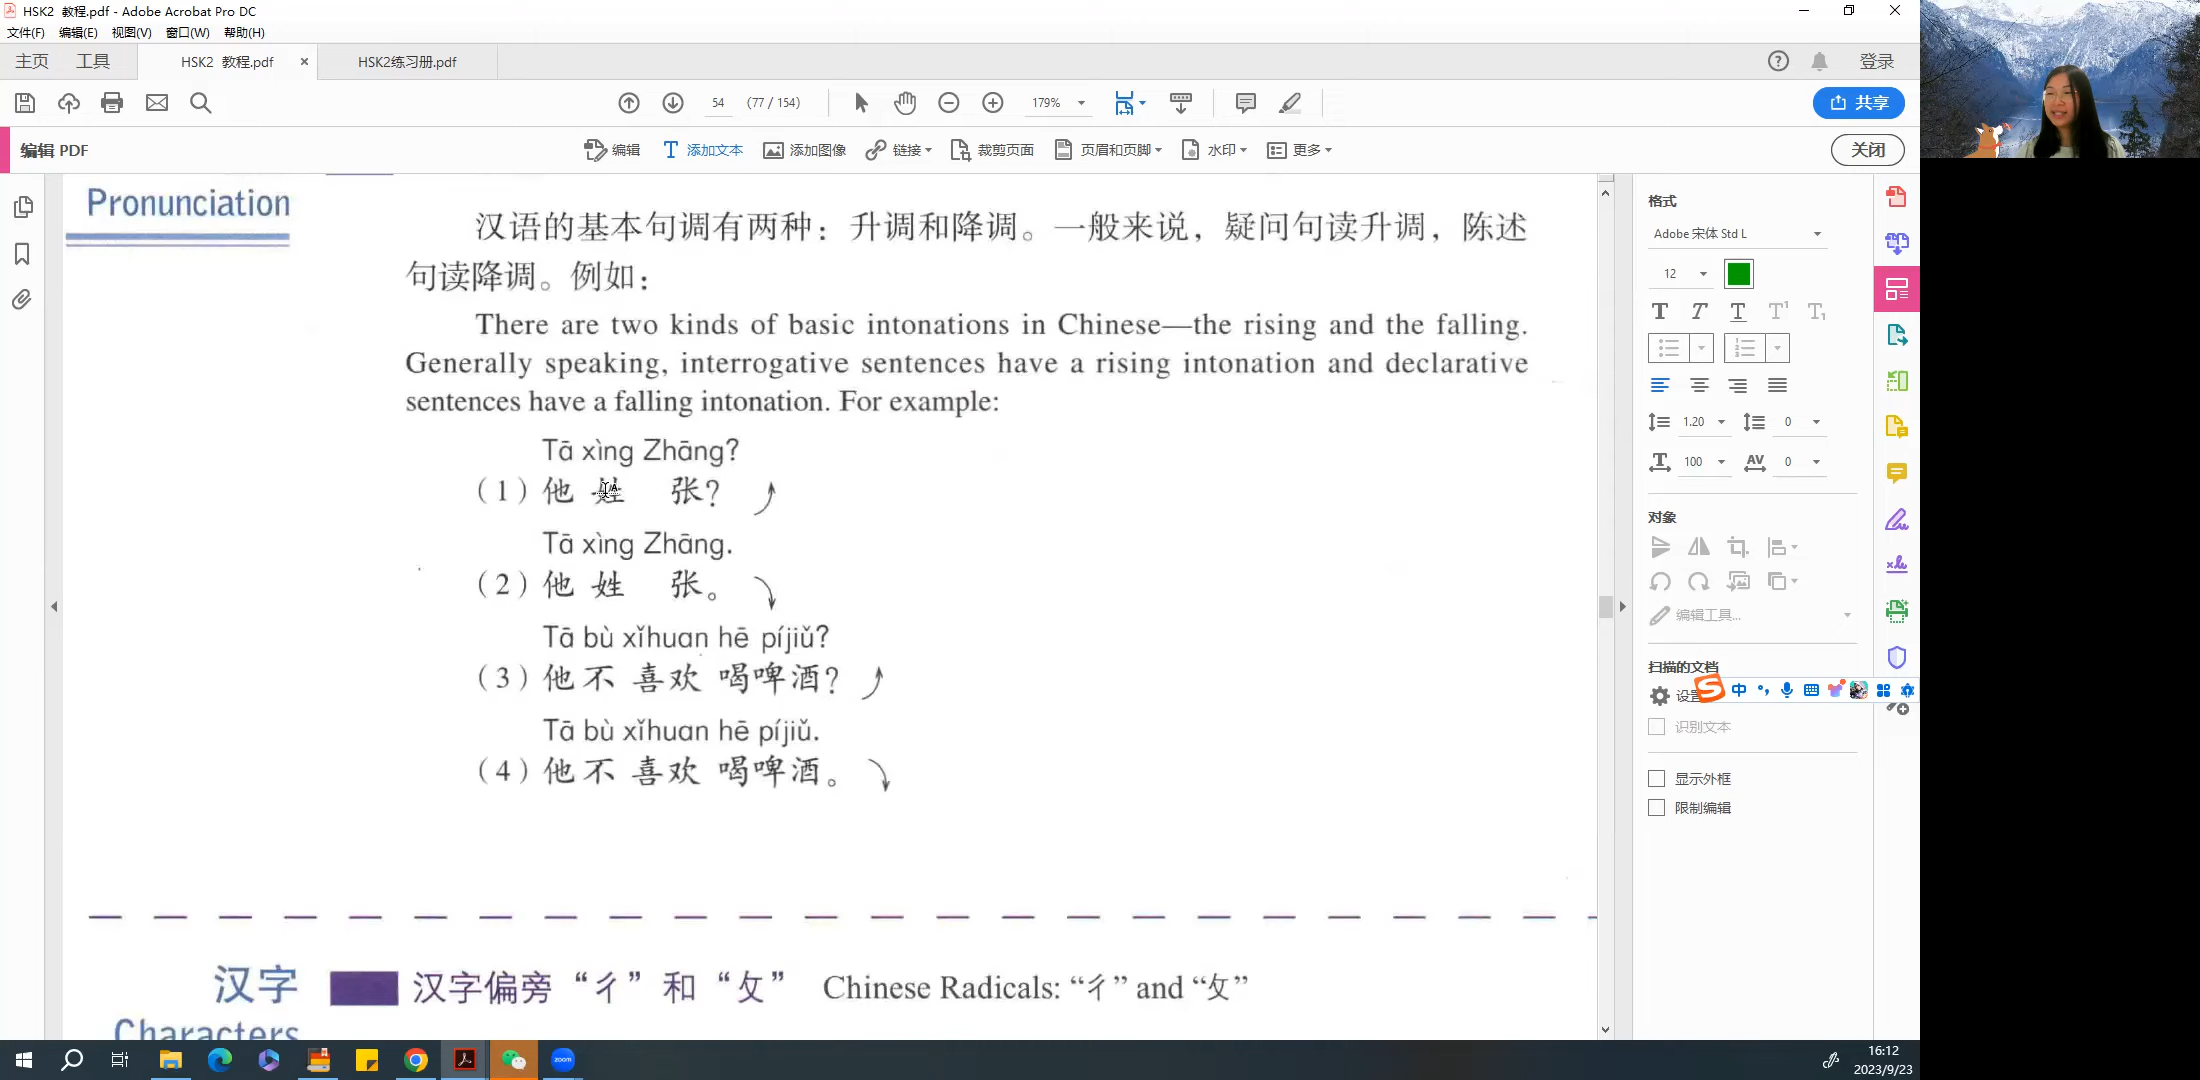 HSK2 教程.pdf - Adobe Acrobat Pro DC
文件(F) 编辑(E) 视图(V) 窗口(W) 帮助(H)
主页 工具 HSK2 教程.pdf × HSK2练习册.pdf 登录
54 (77 / 154) 179% 共享
编辑 PDF 编辑 添加文本 添加图像 链接 裁剪页面 页眉和页脚 水印 更多 关闭
Pronunciation
汉语的基本句调有两种：升调和降调。一般来说，疑问句读升调，陈述
句读降调。例如：
There are two kinds of basic intonations in Chinese—the rising and the falling.
Generally speaking, interrogative sentences have a rising intonation and declarative
sentences have a falling intonation. For example:
Tā xìng Zhāng?
（1）他 姓 张？
Tā xìng Zhāng.
（2）他 姓 张。
Tā bù xǐhuan hē píjiǔ?
（3）他不 喜欢 喝啤酒？
Tā bù xǐhuan hē píjiǔ.
（4）他不 喜欢 喝啤酒。
汉字 汉字偏旁“彳”和“攵” Chinese Radicals: “彳” and “攵”
Characters
格式
Adobe 宋体 Std L
12
1.20 0
100 0
对象
编辑工具...
扫描的文档
中
识别文本
显示外框
限制编辑
zoom
16:12
2023/9/23